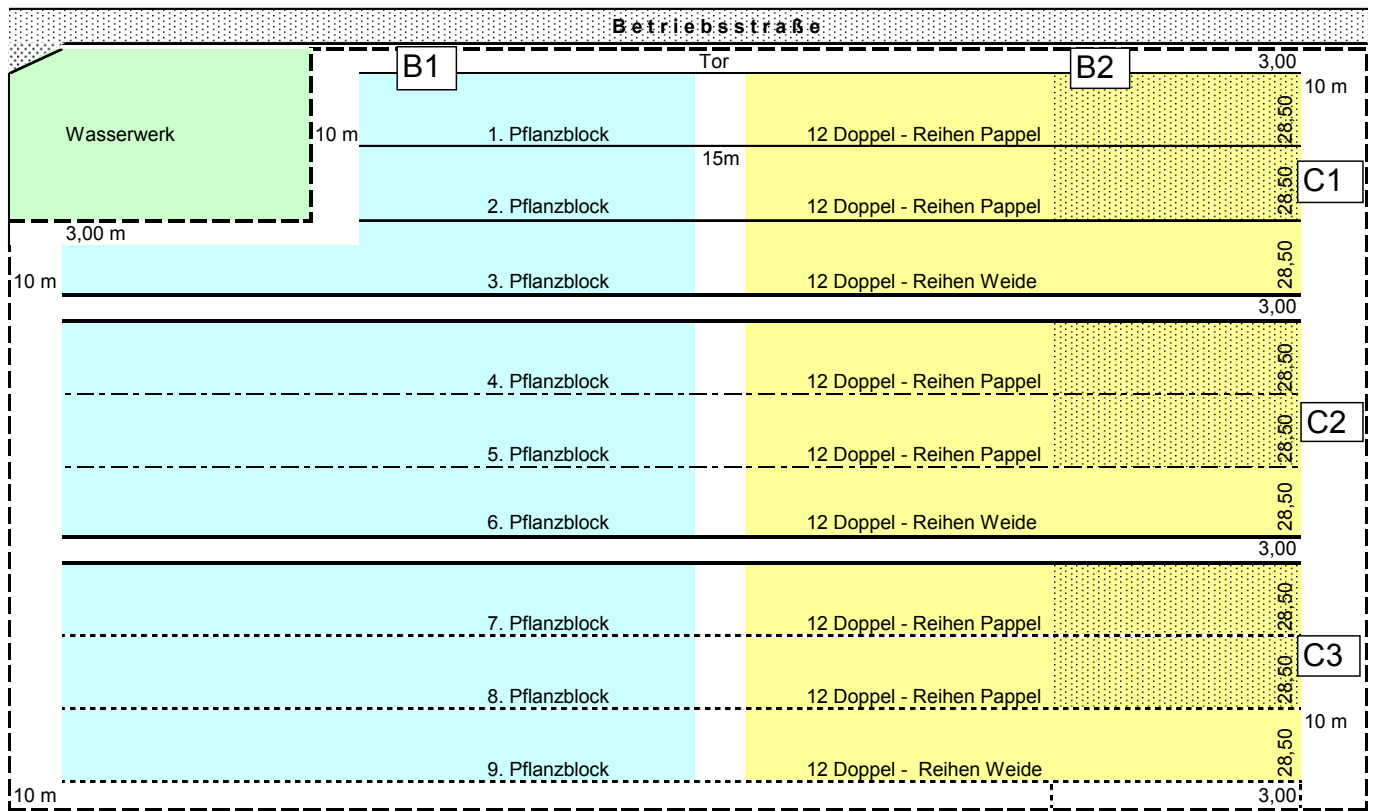 Betriebsstraße
B1 Tor B2 3,00
10 m
Wasserwerk 10 m 1. Pflanzblock 12 Doppel - Reihen Pappel 28,50
15m
C1
2. Pflanzblock 12 Doppel - Reihen Pappel 28,50
3,00 m
10 m 3. Pflanzblock 12 Doppel - Reihen Weide 28,50
3,00
4. Pflanzblock 12 Doppel - Reihen Pappel 28,50
C2
5. Pflanzblock 12 Doppel - Reihen Pappel 28,50
6. Pflanzblock 12 Doppel - Reihen Weide 28,50
3,00
7. Pflanzblock 12 Doppel - Reihen Pappel 28,50
C3
8. Pflanzblock 12 Doppel - Reihen Pappel 28,50
10 m
9. Pflanzblock 12 Doppel - Reihen Weide 28,50
10 m 3,00